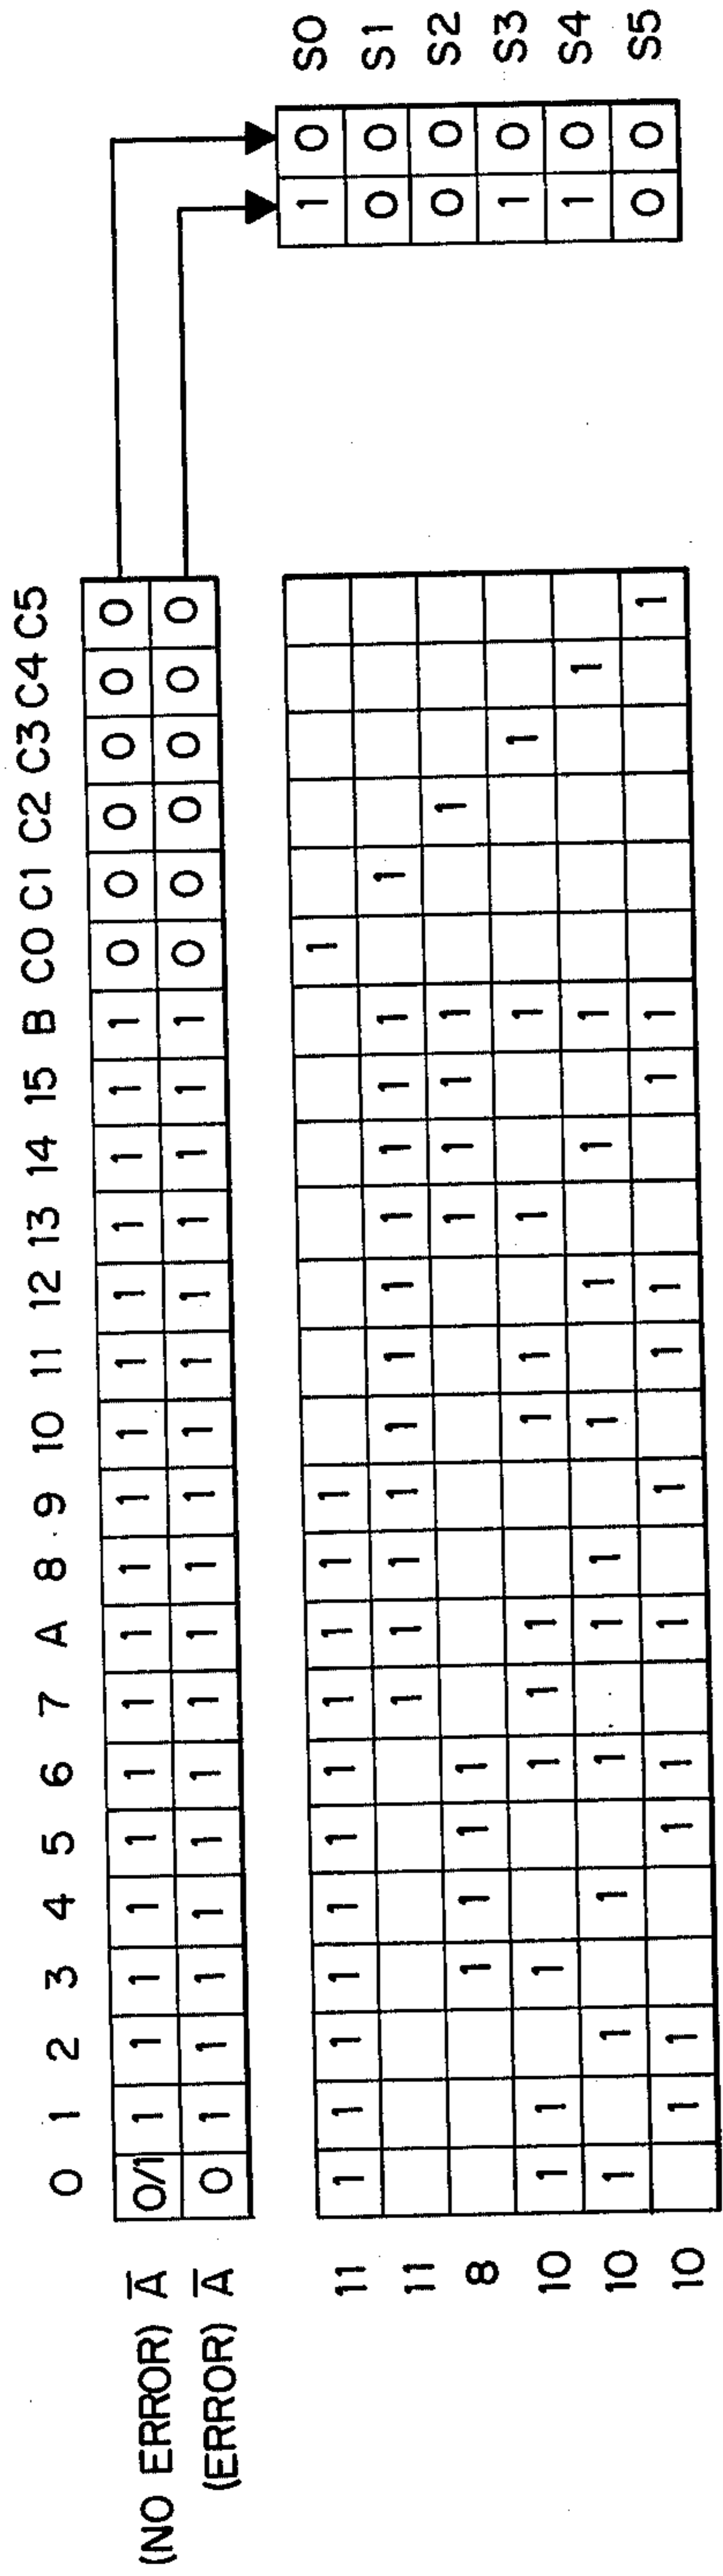 0 1 2 3 4 5 6 7 A 8 9 10 11 12 13 14 15 B C0 C1 C2 C3 C4 C5
(NO ERROR) A̅ 0/1 1 1 1 1 1 1 1 1 1 1 1 1 1 1 1 1 1 0 0 0 0 0 0
(ERROR) A̅ 0 1 1 1 1 1 1 1 1 1 1 1 1 1 1 1 1 1 0 0 0 0 0 0
11 1 1 1 1 1 1 1 1 1 1 1 1 1 0 S0
11 1 1 1 1 1 1 1 1 1 1 1 1 0 0 S1
8 1 1 1 1 1 1 1 1 1 0 0 S2
10 1 1 1 1 1 1 1 1 1 1 1 1 0 S3
10 1 1 1 1 1 1 1 1 1 1 1 1 0 S4
10 1 1 1 1 1 1 1 1 1 1 1 0 0 S5